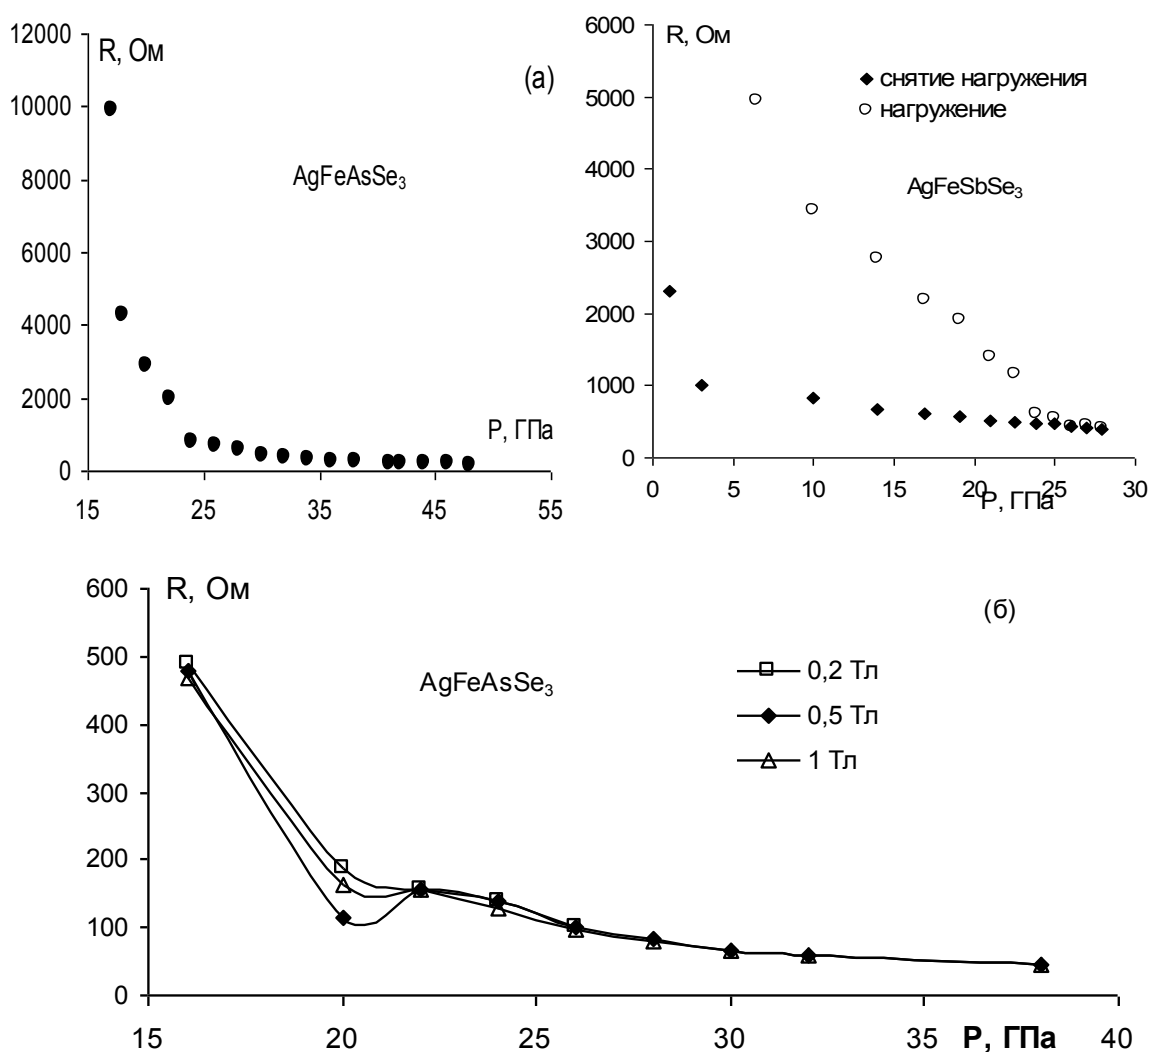 R, Ом
(а)
AgFeAsSe₃
P, ГПа
12000
10000
8000
6000
4000
2000
0
15 25 35 45 55
R, Ом
снятие нагружения
нагружение
AgFeSbSe₃
P, ГПа
6000
5000
4000
3000
2000
1000
0
0 5 10 15 20 25 30
R, Ом
(б)
AgFeAsSe₃
0,2 Тл
0,5 Тл
1 Тл
600
500
400
300
200
100
0
15 20 25 30 35 P, ГПа 40